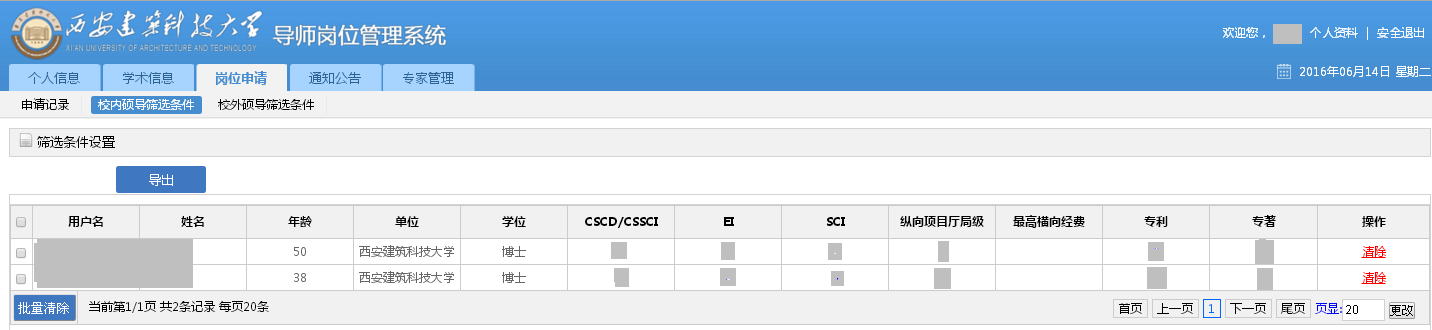 西安建筑科技大学
XI'AN UNIVERSITY OF ARCHITECTURE AND TECHNOLOGY
导师岗位管理系统
欢迎您， 个人资料 | 安全退出
个人信息 学术信息 岗位申请 通知公告 专家管理
2016年06月14日 星期二
申请记录 校内硕导筛选条件 校外硕导筛选条件
筛选条件设置
导出
用户名 姓名 年龄 单位 学位 CSCD/CSSCI EI SCI 纵向项目厅局级 最高横向经费 专利 专著 操作
50 西安建筑科技大学 博士 清除
38 西安建筑科技大学 博士 清除
批量清除 当前第1/1页 共2条记录 每页20条 首页 上一页 1 下一页 尾页 页显:20 更改